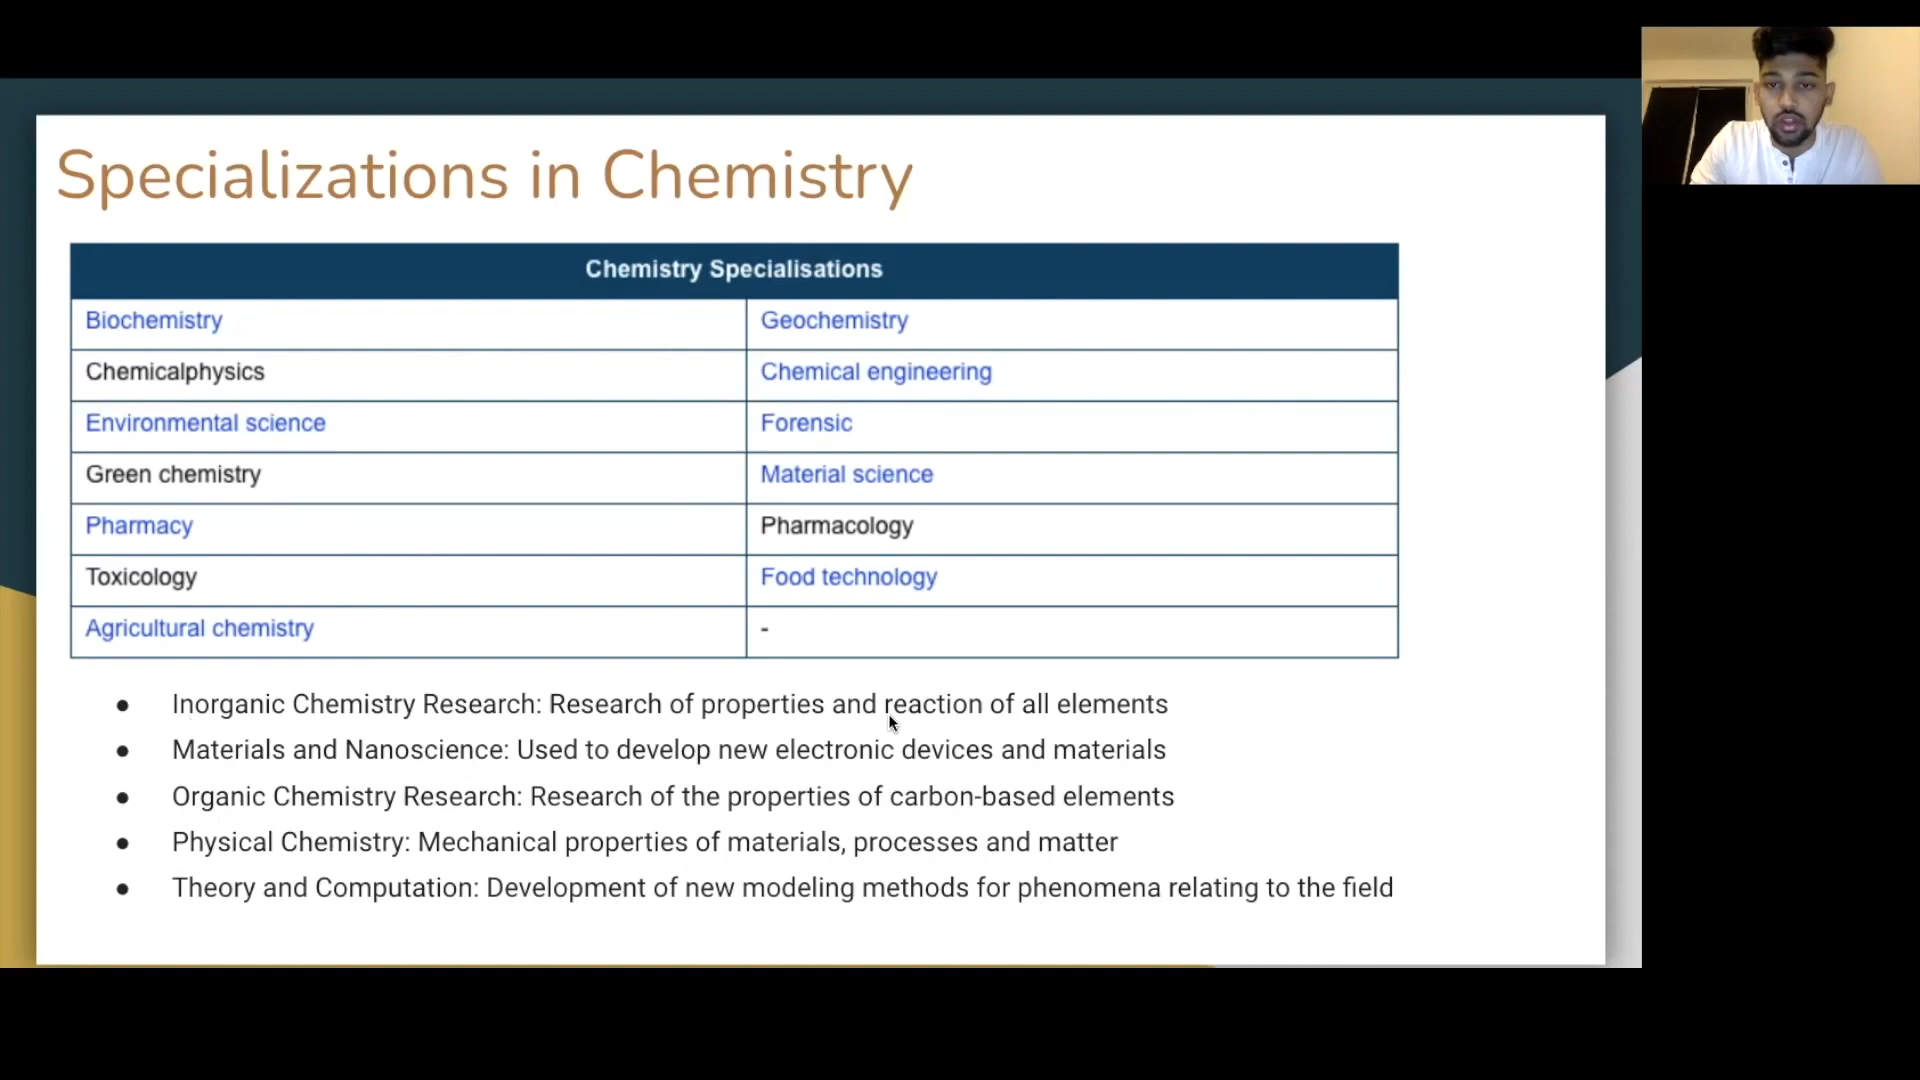 Specializations in Chemistry
Chemistry Specialisations
Biochemistry
Geochemistry
Chemicalphysics
Chemical engineering
Environmental science
Forensic
Green chemistry
Material science
Pharmacy
Pharmacology
Toxicology
Food technology
Agricultural chemistry
-
● Inorganic Chemistry Research: Research of properties and reaction of all elements
● Materials and Nanoscience: Used to develop new electronic devices and materials
● Organic Chemistry Research: Research of the properties of carbon-based elements
● Physical Chemistry: Mechanical properties of materials, processes and matter
● Theory and Computation: Development of new modeling methods for phenomena relating to the field